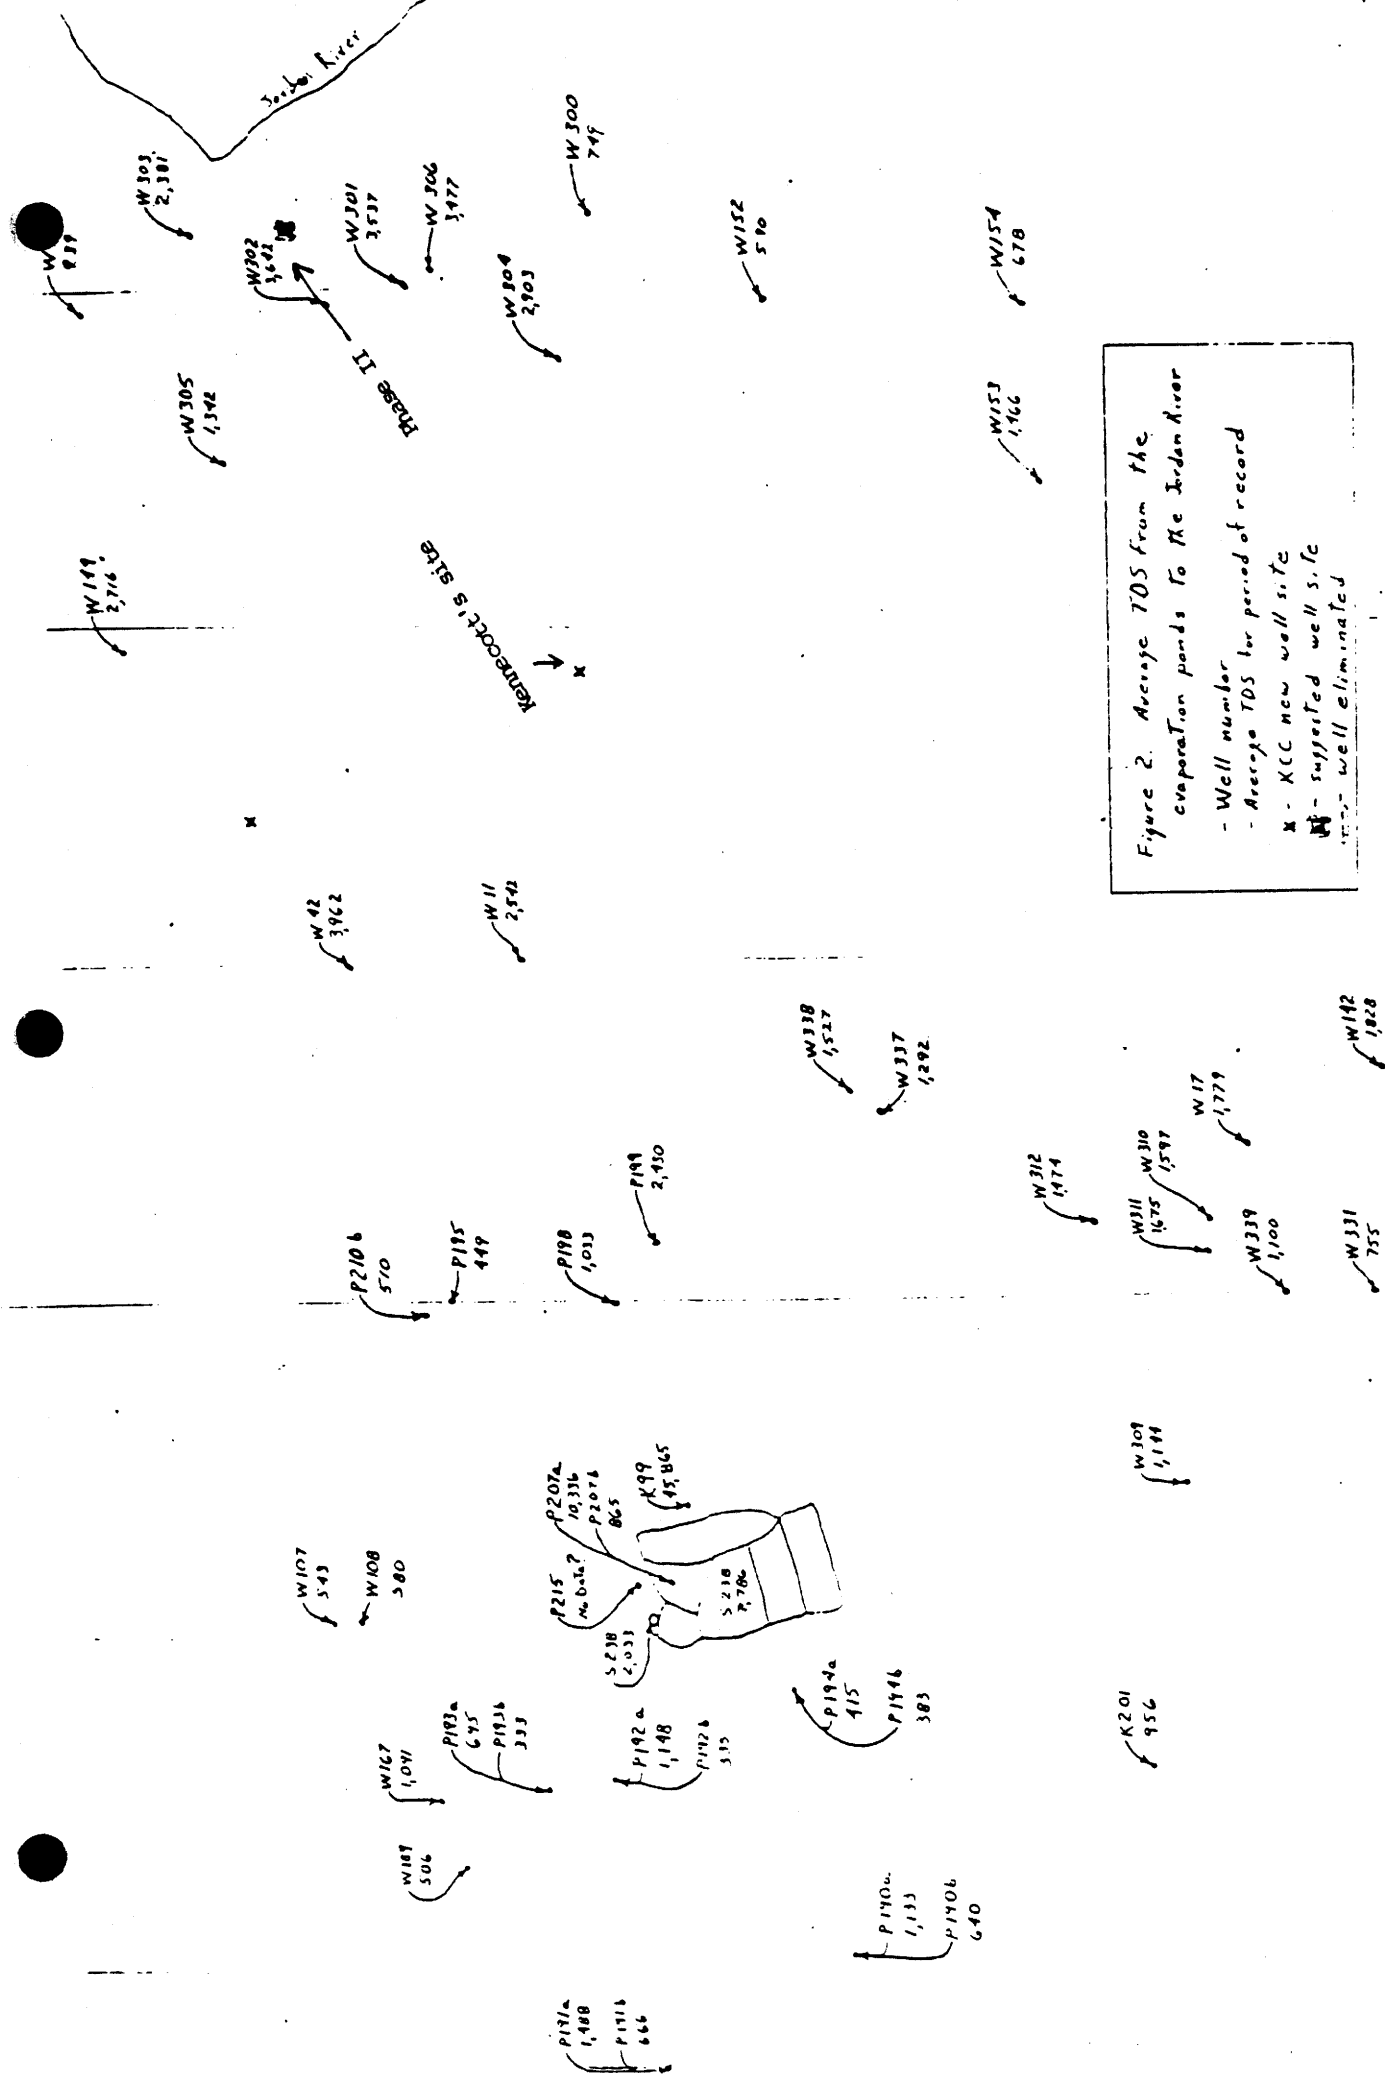 Jordan River
W303
2,381
W
W302
3,642
W301
3,537
W306
3,477
W300
749
W304
2,903
W152
590
W154
678
Phase II
W305
1,342
W153
1,466
W149
2,716
Kennecott's site
x
x
W42
3,962
W11
2,542
Figure 2. Average TDS from the
evaporation ponds to the Jordan River
- Well number
- Average TDS for period of record
x - KCC new well site
- suggested well site
- well eliminated
W338
1,527
W337
1,292
W142
1,828
W17
1,779
W310
1,597
W312
1,474
W311
1,675
W339
1,100
W331
755
P199
2,430
P198
1,033
P195
449
P210b
510
W309
1,144
K99
45,865
P207a
10,336
P207b
865
P215
No Data?
S238
2,033
S238
7,786
W107
543
W108
580
P193a
645
P193b
333
W167
1,041
P192a
1,148
P192b
335
P194a
415
P194b
383
K201
956
W189
506
P190a
1,133
P190b
640
P191a
1,488
P191b
666